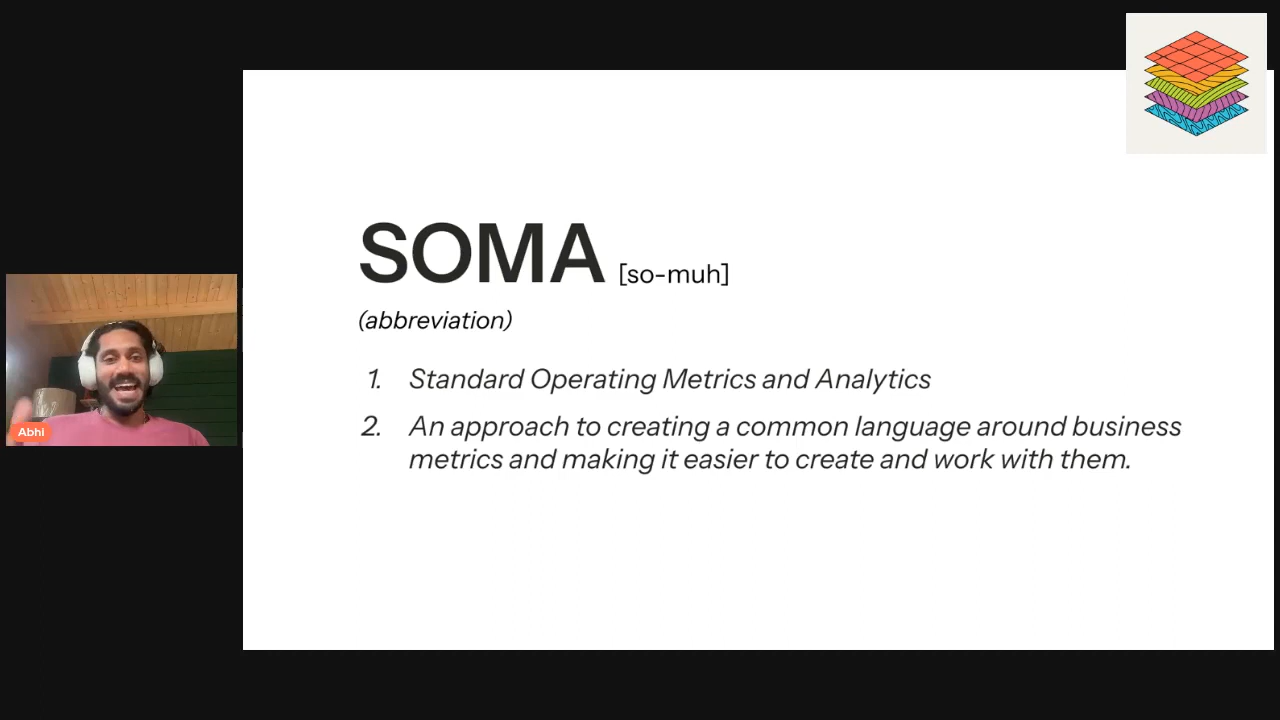 SOMA [so-muh]
(abbreviation)
1. Standard Operating Metrics and Analytics
2. An approach to creating a common language around business
metrics and making it easier to create and work with them.
Abhi